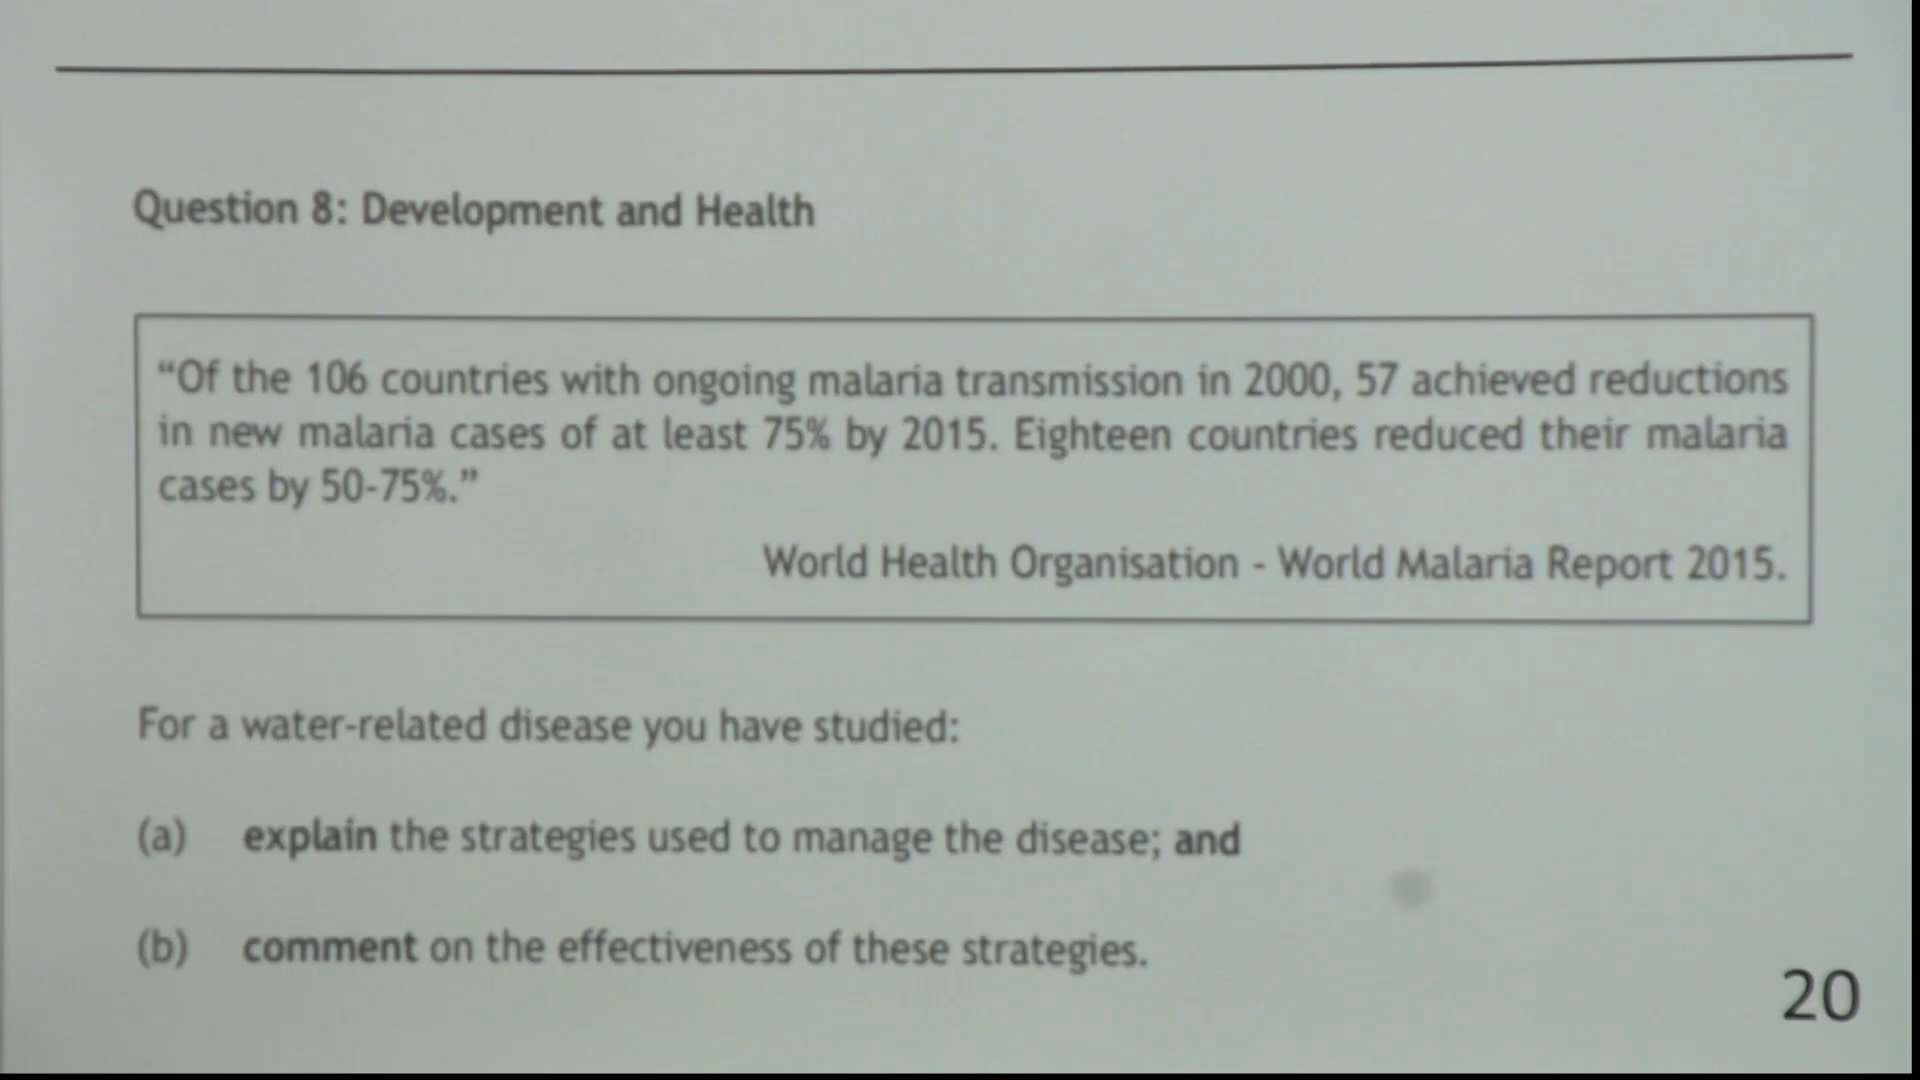 Question 8: Development and Health
“Of the 106 countries with ongoing malaria transmission in 2000, 57 achieved reductions
in new malaria cases of at least 75% by 2015. Eighteen countries reduced their malaria
cases by 50-75%.”
World Health Organisation - World Malaria Report 2015.
For a water-related disease you have studied:
(a) explain the strategies used to manage the disease; and
(b) comment on the effectiveness of these strategies.
20